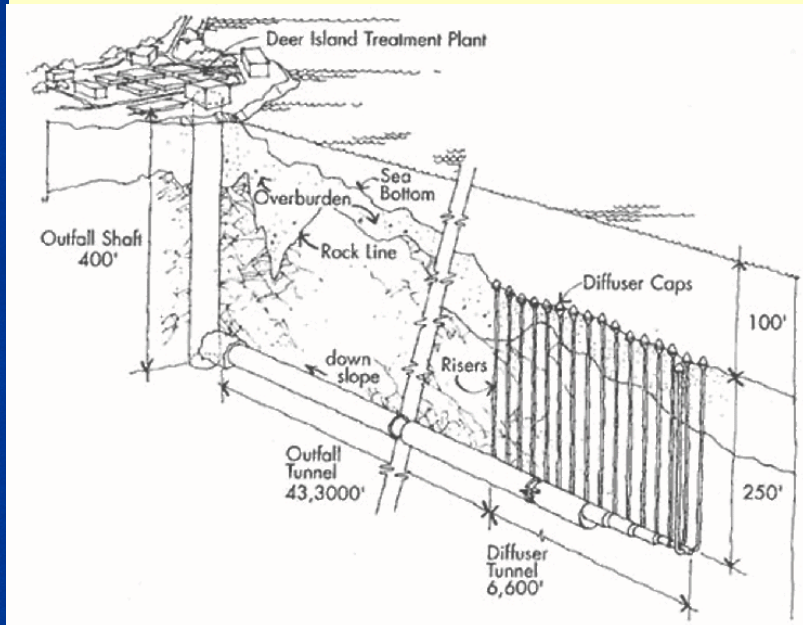 Deer Island Treatment Plant
Sea
Bottom
Overburden
Outfall Shaft
400'
Rock Line
Diffuser Caps
100'
down
slope
Risers
Outfall
Tunnel
43,3000'
250'
Diffuser
Tunnel
6,600'